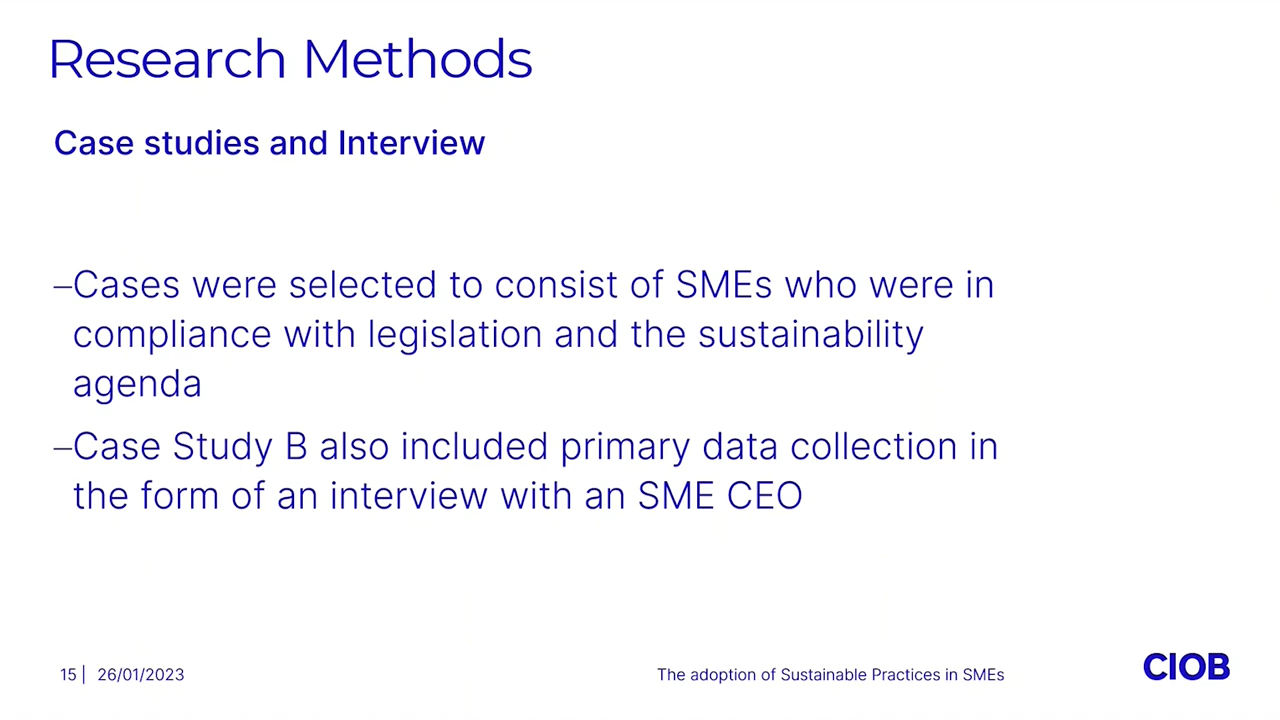 Research Methods
Case studies and Interview
–Cases were selected to consist of SMEs who were in
compliance with legislation and the sustainability
agenda
–Case Study B also included primary data collection in
the form of an interview with an SME CEO
15 | 26/01/2023
The adoption of Sustainable Practices in SMEs
CIOB